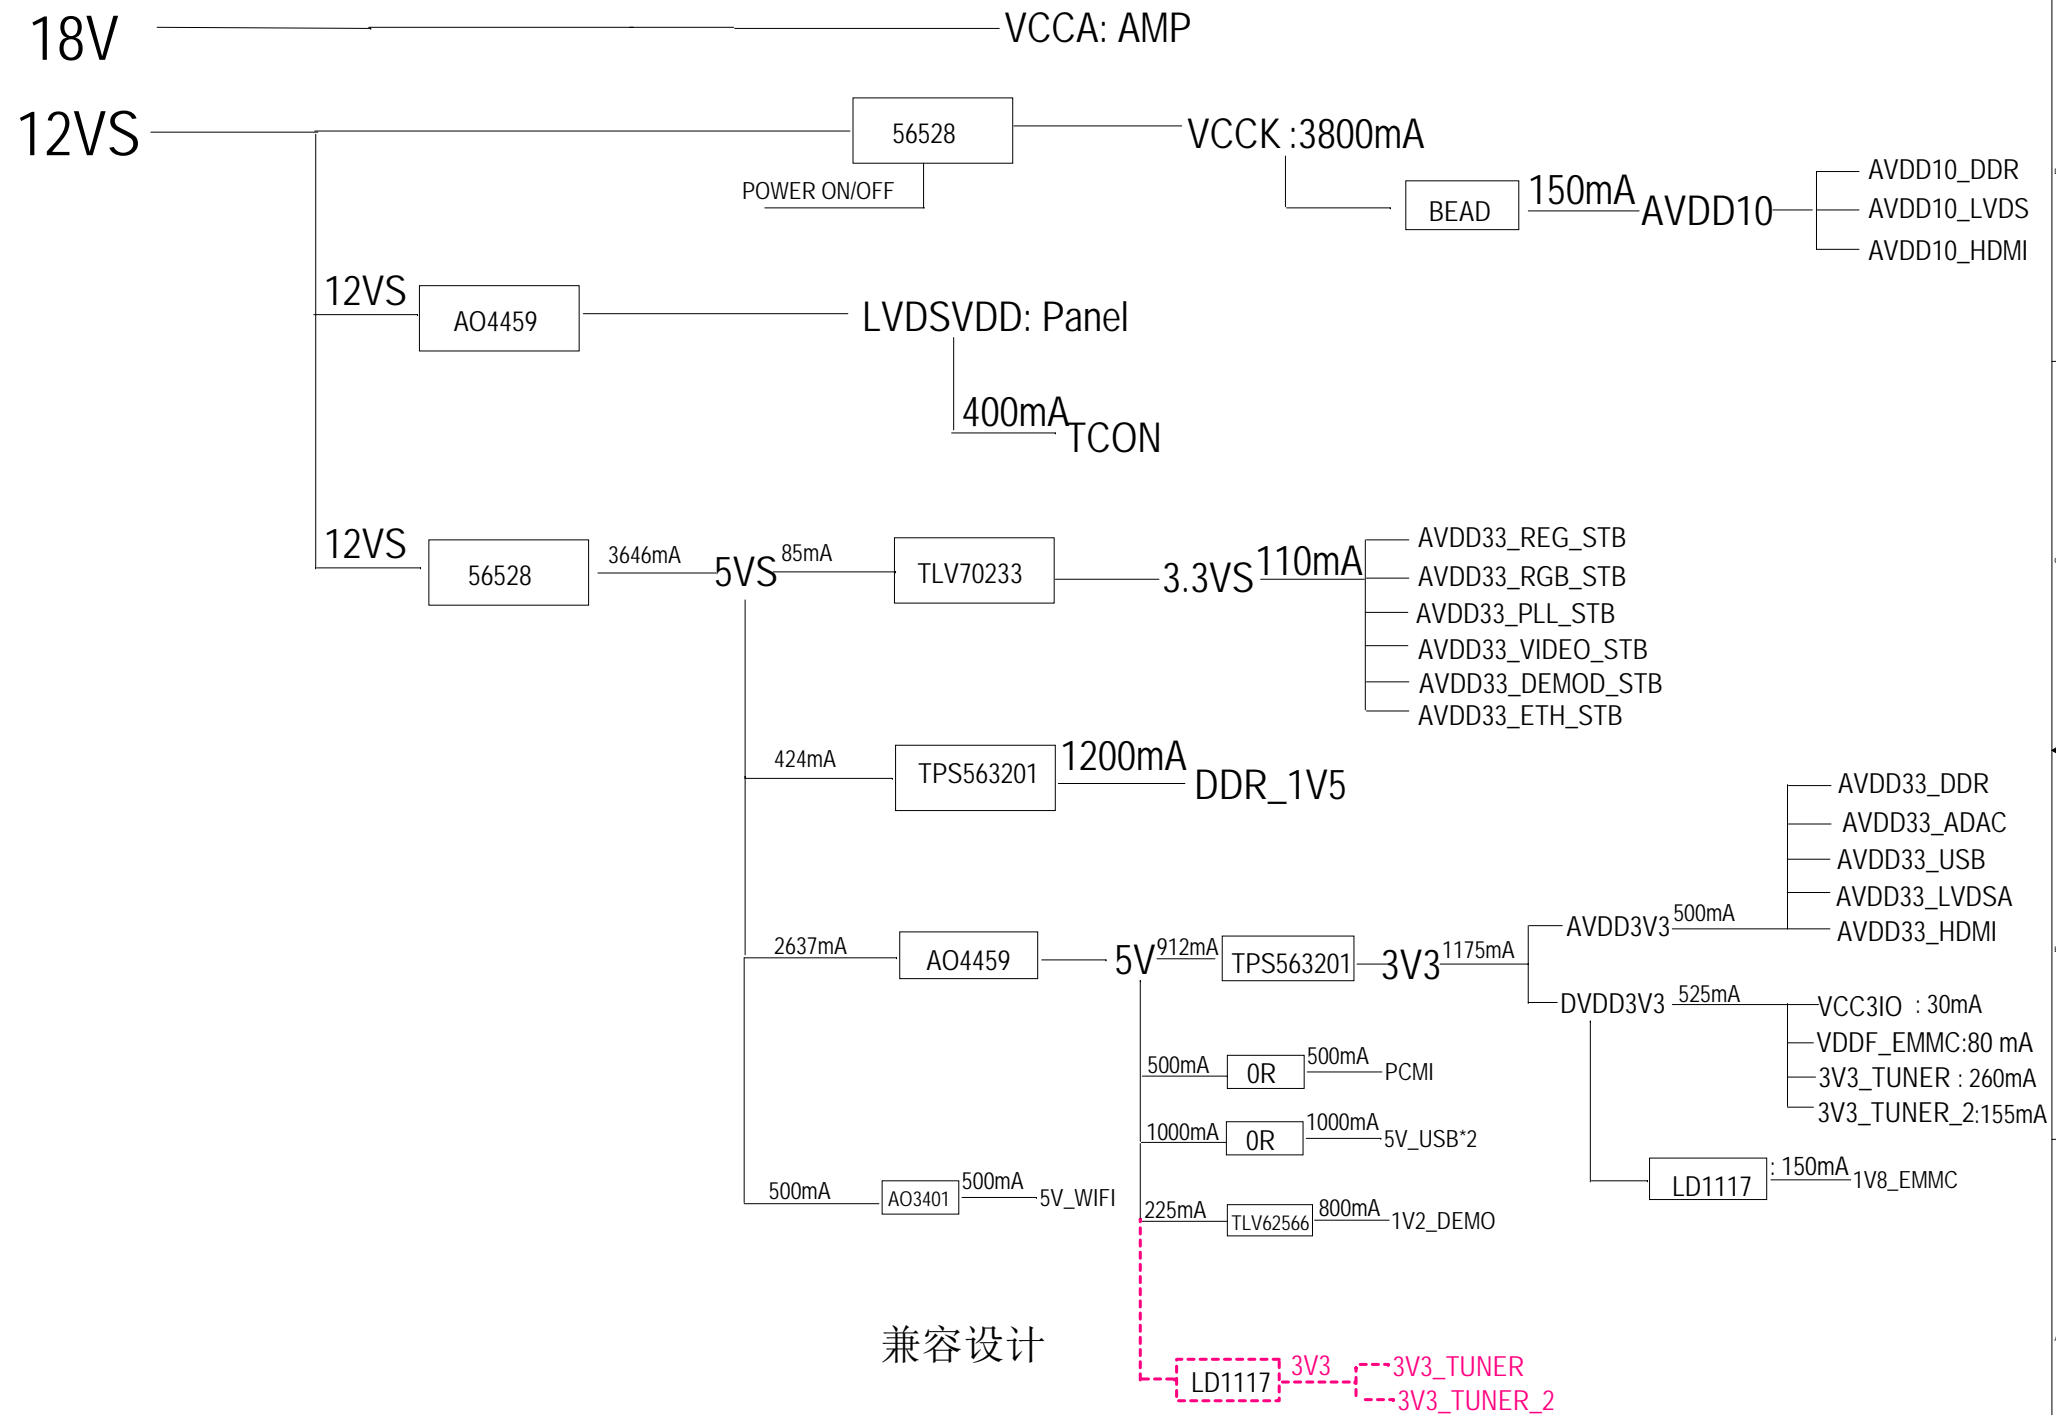 18V
VCCA: AMP
12VS
56528
VCCK :3800mA
POWER ON/OFF
BEAD
150mA
AVDD10
AVDD10_DDR
AVDD10_LVDS
AVDD10_HDMI
12VS
AO4459
LVDSVDD: Panel
400mA
TCON
12VS
56528
3646mA
5VS
85mA
TLV70233
3.3VS
110mA
AVDD33_REG_STB
AVDD33_RGB_STB
AVDD33_PLL_STB
AVDD33_VIDEO_STB
AVDD33_DEMOD_STB
AVDD33_ETH_STB
424mA
TPS563201
1200mA
DDR_1V5
2637mA
AO4459
5V
912mA
TPS563201
3V3
1175mA
AVDD3V3
500mA
AVDD33_DDR
AVDD33_ADAC
AVDD33_USB
AVDD33_LVDSA
AVDD33_HDMI
DVDD3V3
525mA
VCC3IO : 30mA
VDDF_EMMC:80 mA
3V3_TUNER : 260mA
3V3_TUNER_2:155mA
500mA
0R
500mA
PCMI
1000mA
0R
1000mA
5V_USB*2
LD1117
: 150mA
1V8_EMMC
500mA
AO3401
500mA
5V_WIFI
225mA
TLV62566
800mA
1V2_DEMO
兼容设计
LD1117
3V3
3V3_TUNER
3V3_TUNER_2